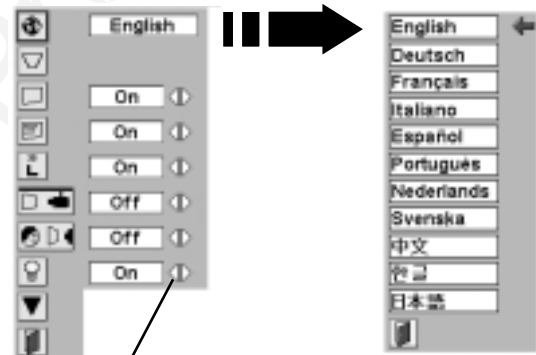 English
On
On
On
Off
Off
On
English
Deutsch
Français
Italiano
Español
Português
Nederlands
Svenska
中文
한글
日本語